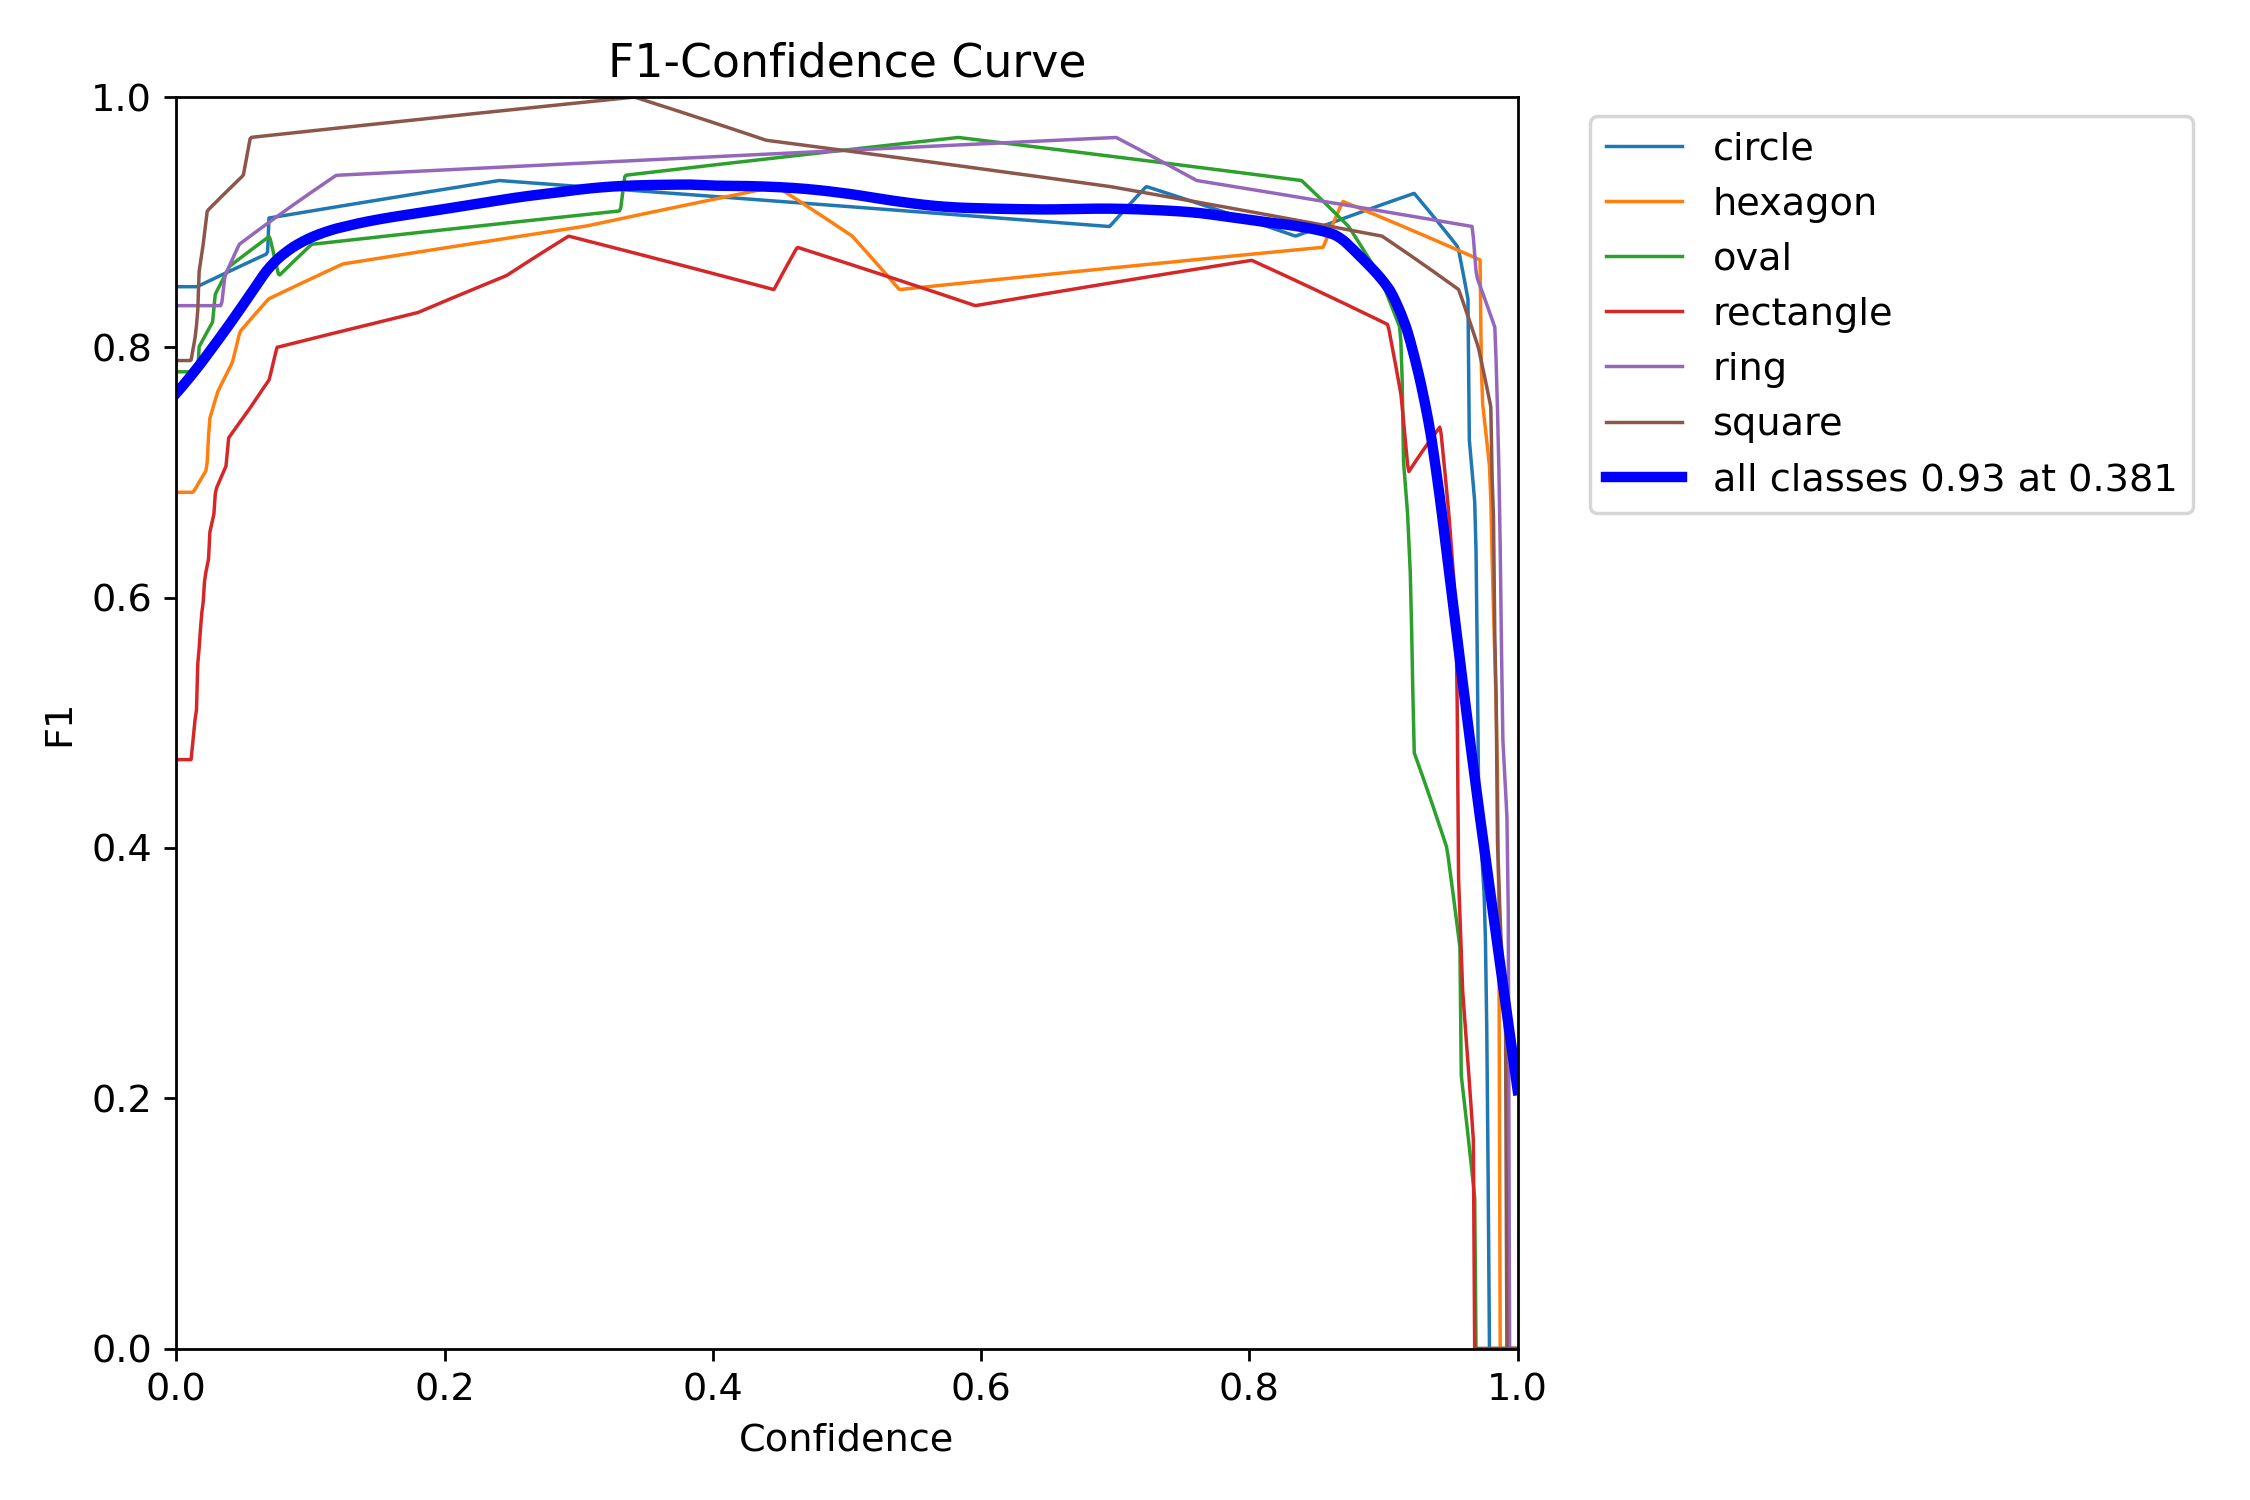 F1-Confidence Curve
1.0
0.8
0.6
0.4
0.2
0.0
F1
0.0 0.2 0.4 0.6 0.8 1.0
Confidence
circle
hexagon
oval
rectangle
ring
square
all classes 0.93 at 0.381